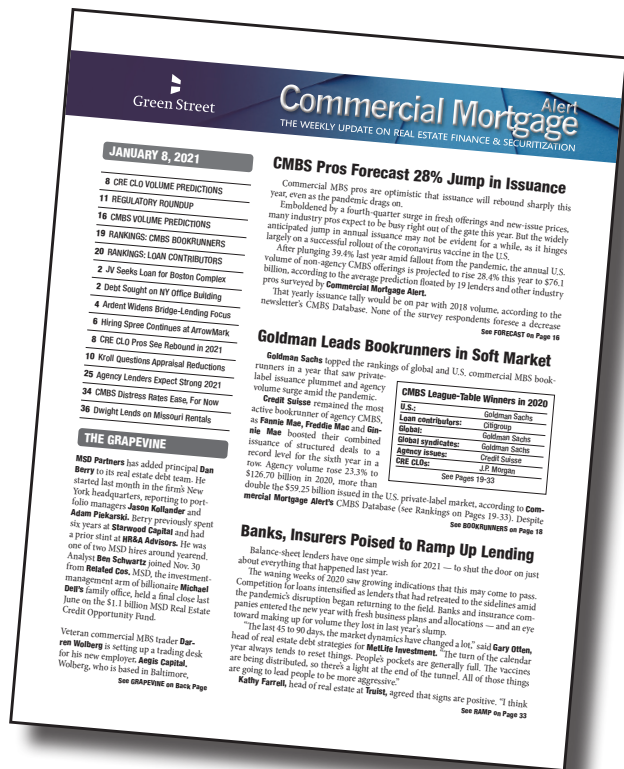 Green Street
Commercial Mortgage
Alert
THE WEEKLY UPDATE ON REAL ESTATE FINANCE & SECURITIZATION
JANUARY 8, 2021
8 CRE CLO VOLUME PREDICTIONS
11 REGULATORY ROUNDUP
16 CMBS VOLUME PREDICTIONS
19 RANKINGS: CMBS BOOKRUNNERS
20 RANKINGS: LOAN CONTRIBUTORS
2 JV Seeks Loan for Boston Complex
2 Debt Sought on NY Office Building
4 Ardent Widens Bridge-Lending Focus
6 Hiring Spree Continues at ArrowMark
8 CRE CLO Pros See Rebound in 2021
10 Kroll Questions Appraisal Reductions
25 Agency Lenders Expect Strong 2021
34 CMBS Distress Rates Ease, For Now
36 Dwight Lends on Missouri Rentals
THE GRAPEVINE
MSD Partners has added principal Dan
Berry to its real estate debt team. He
started last month in the firm's New
York headquarters, reporting to port-
folio managers Jason Kollander and
Adam Piekarski. Berry previously spent
six years at Starwood Capital and had
a prior stint at HR&A Advisors. He was
one of two MSD hires around yearend.
Analyst Ben Schwartz joined Nov. 30
from Related Cos. MSD, the investment-
management arm of billionaire Michael
Dell's family office, held a final close last
June on the $1.1 billion MSD Real Estate
Credit Opportunity Fund.
Veteran commercial MBS trader Dar-
ren Wolberg is setting up a trading desk
for his new employer, Aegis Capital.
Wolberg, who is based in Baltimore,
See GRAPEVINE on Back Page
CMBS Pros Forecast 28% Jump in Issuance
Commercial MBS pros are optimistic that issuance will rebound sharply this
year, even as the pandemic drags on.
Emboldened by a fourth-quarter surge in fresh offerings and new-issue prices,
many industry pros expect to be busy right out of the gate this year. But the widely
anticipated jump in annual issuance may not be evident for a while, as it hinges
largely on a successful rollout of the coronavirus vaccine in the U.S.
After plunging 39.4% last year amid fallout from the pandemic, the annual U.S.
volume of non-agency CMBS offerings is projected to rise 28.4% this year to $76.1
billion, according to the average prediction floated by 19 lenders and other industry
pros surveyed by Commercial Mortgage Alert.
That yearly issuance tally would be on par with 2018 volume, according to the
newsletter's CMBS Database. None of the survey respondents foresee a decrease
See FORECAST on Page 16
Goldman Leads Bookrunners in Soft Market
Goldman Sachs topped the rankings of global and U.S. commercial MBS book-
runners in a year that saw private-
label issuance plummet and agency
volume surge amid the pandemic.
Credit Suisse remained the most
active bookrunner of agency CMBS,
as Fannie Mae, Freddie Mac and Gin-
nie Mae boosted their combined
issuance of structured deals to a
record level for the sixth year in a
row. Agency volume rose 23.3% to
$126.70 billion in 2020, more than
double the $59.25 billion issued in the U.S. private-label market, according to Com-
mercial Mortgage Alert's CMBS Database (see Rankings on Pages 19-33). Despite
See BOOKRUNNERS on Page 18
CMBS League-Table Winners in 2020
U.S.: Goldman Sachs
Loan contributors: Citigroup
Global: Goldman Sachs
Global syndicates: Goldman Sachs
Agency issues: Credit Suisse
CRE CLOs: J.P. Morgan
See Pages 19-33
Banks, Insurers Poised to Ramp Up Lending
Balance-sheet lenders have one simple wish for 2021 — to shut the door on just
about everything that happened last year.
The waning weeks of 2020 saw growing indications that this may come to pass.
Competition for loans intensified as lenders that had retreated to the sidelines amid
the pandemic's disruption began returning to the field. Banks and insurance com-
panies entered the new year with fresh business plans and allocations — and an eye
toward making up for volume they lost in last year's slump.
"The last 45 to 90 days, the market dynamics have changed a lot," said Gary Otten,
head of real estate debt strategies for MetLife Investment. "The turn of the calendar
year always tends to reset things. People's pockets are generally full. The vaccines
are being distributed, so there's a light at the end of the tunnel. All of those things
are going to lead people to be more aggressive."
Kathy Farrell, head of real estate at Truist, agreed that signs are positive. "I think
See RAMP on Page 33